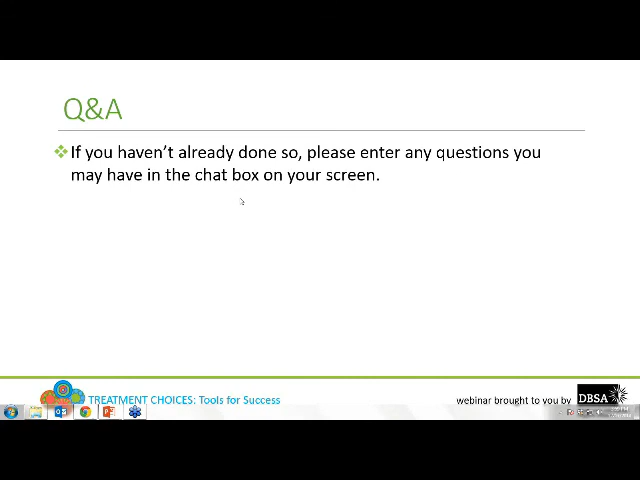 Q&A
If you haven't already done so, please enter any questions you
may have in the chat box on your screen.
TREATMENT CHOICES: Tools for Success
webinar brought to you by
DBSA